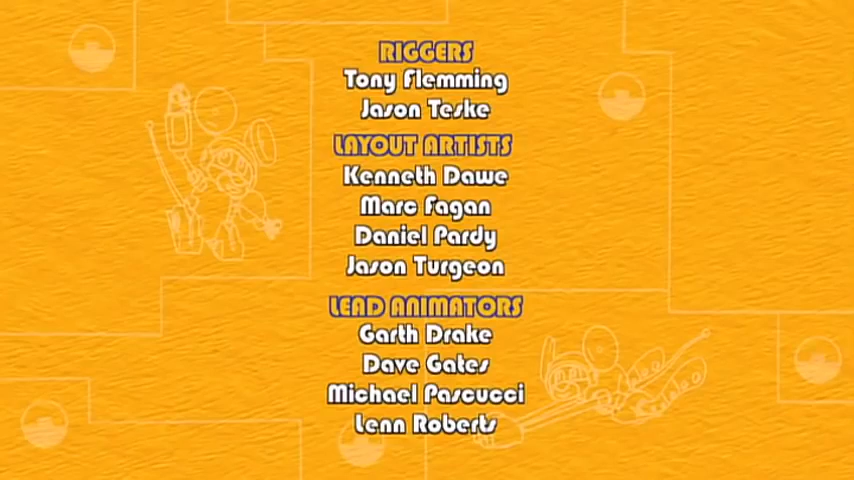 RIGGERS
Tony Flemming
Jason Teske
LAYOUT ARTISTS
Kenneth Dawe
Marc Fagan
Daniel Pardy
Jason Turgeon
LEAD ANIMATORS
Garth Drake
Dave Gates
Michael Pascucci
Lenn Roberts